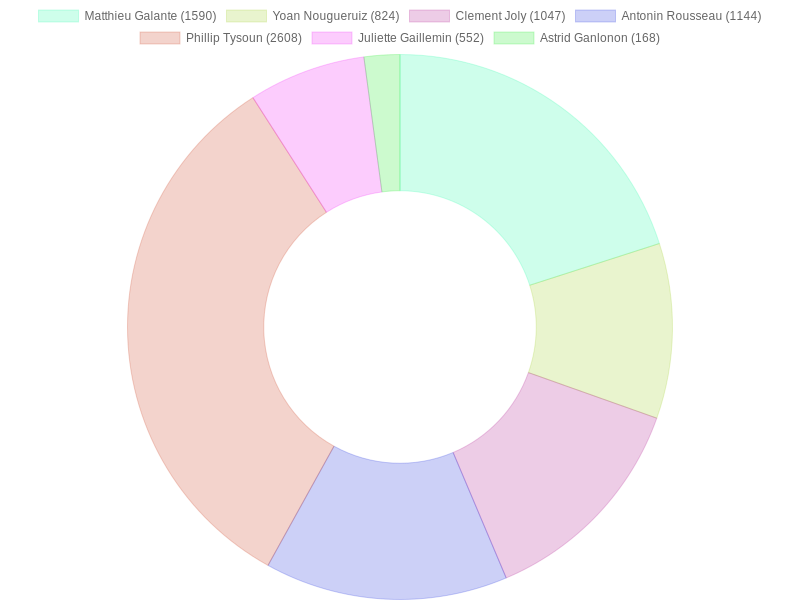 Matthieu Galante (1590) Yoan Nougueruiz (824) Clement Joly (1047) Antonin Rousseau (1144)
Phillip Tysoun (2608) Juliette Gaillemin (552) Astrid Ganlonon (168)